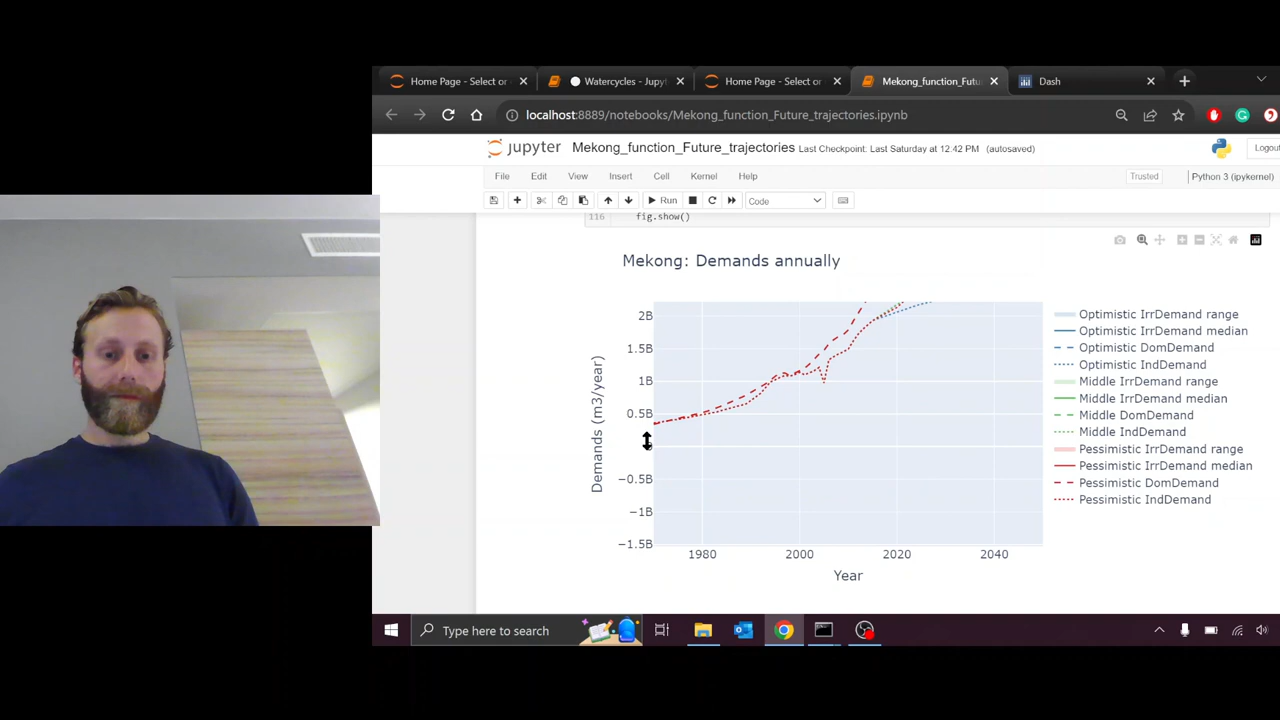 Home Page - Select or
Watercycles - Jupyt
Home Page - Select or
Mekong_function_Futu
Dash
localhost:8889/notebooks/Mekong_function_Future_trajectories.ipynb
jupyter Mekong_function_Future_trajectories Last Checkpoint: Last Saturday at 12:42 PM (autosaved)
Logout
File Edit View Insert Cell Kernel Help
Trusted
Python 3 (ipykernel)
Run
Code
116 fig.show()
Mekong: Demands annually
Demands (m3/year)
2B
1.5B
1B
0.5B
−0.5B
−1B
−1.5B
1980 2000 2020 2040
Year
Optimistic IrrDemand range
Optimistic IrrDemand median
Optimistic DomDemand
Optimistic IndDemand
Middle IrrDemand range
Middle IrrDemand median
Middle DomDemand
Middle IndDemand
Pessimistic IrrDemand range
Pessimistic IrrDemand median
Pessimistic DomDemand
Pessimistic IndDemand
Type here to search